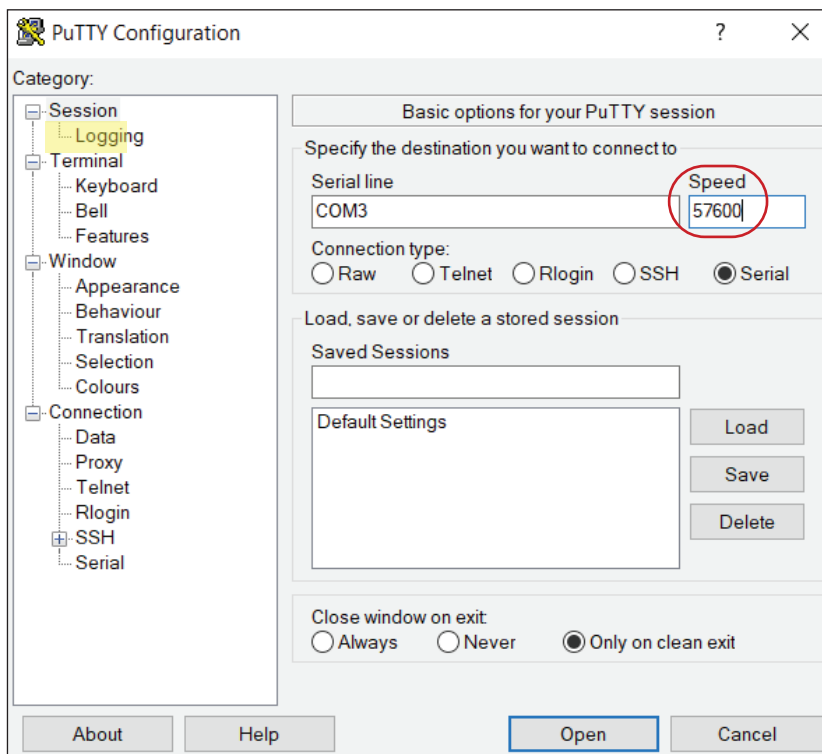 PuTTY Configuration ? ×
Category:
Session
Logging
Terminal
Keyboard
Bell
Features
Window
Appearance
Behaviour
Translation
Selection
Colours
Connection
Data
Proxy
Telnet
Rlogin
SSH
Serial
Basic options for your PuTTY session
Specify the destination you want to connect to
Serial line Speed
COM3 57600
Connection type:
Raw Telnet Rlogin SSH Serial
Load, save or delete a stored session
Saved Sessions
Default Settings
Load
Save
Delete
Close window on exit:
Always Never Only on clean exit
About Help Open Cancel